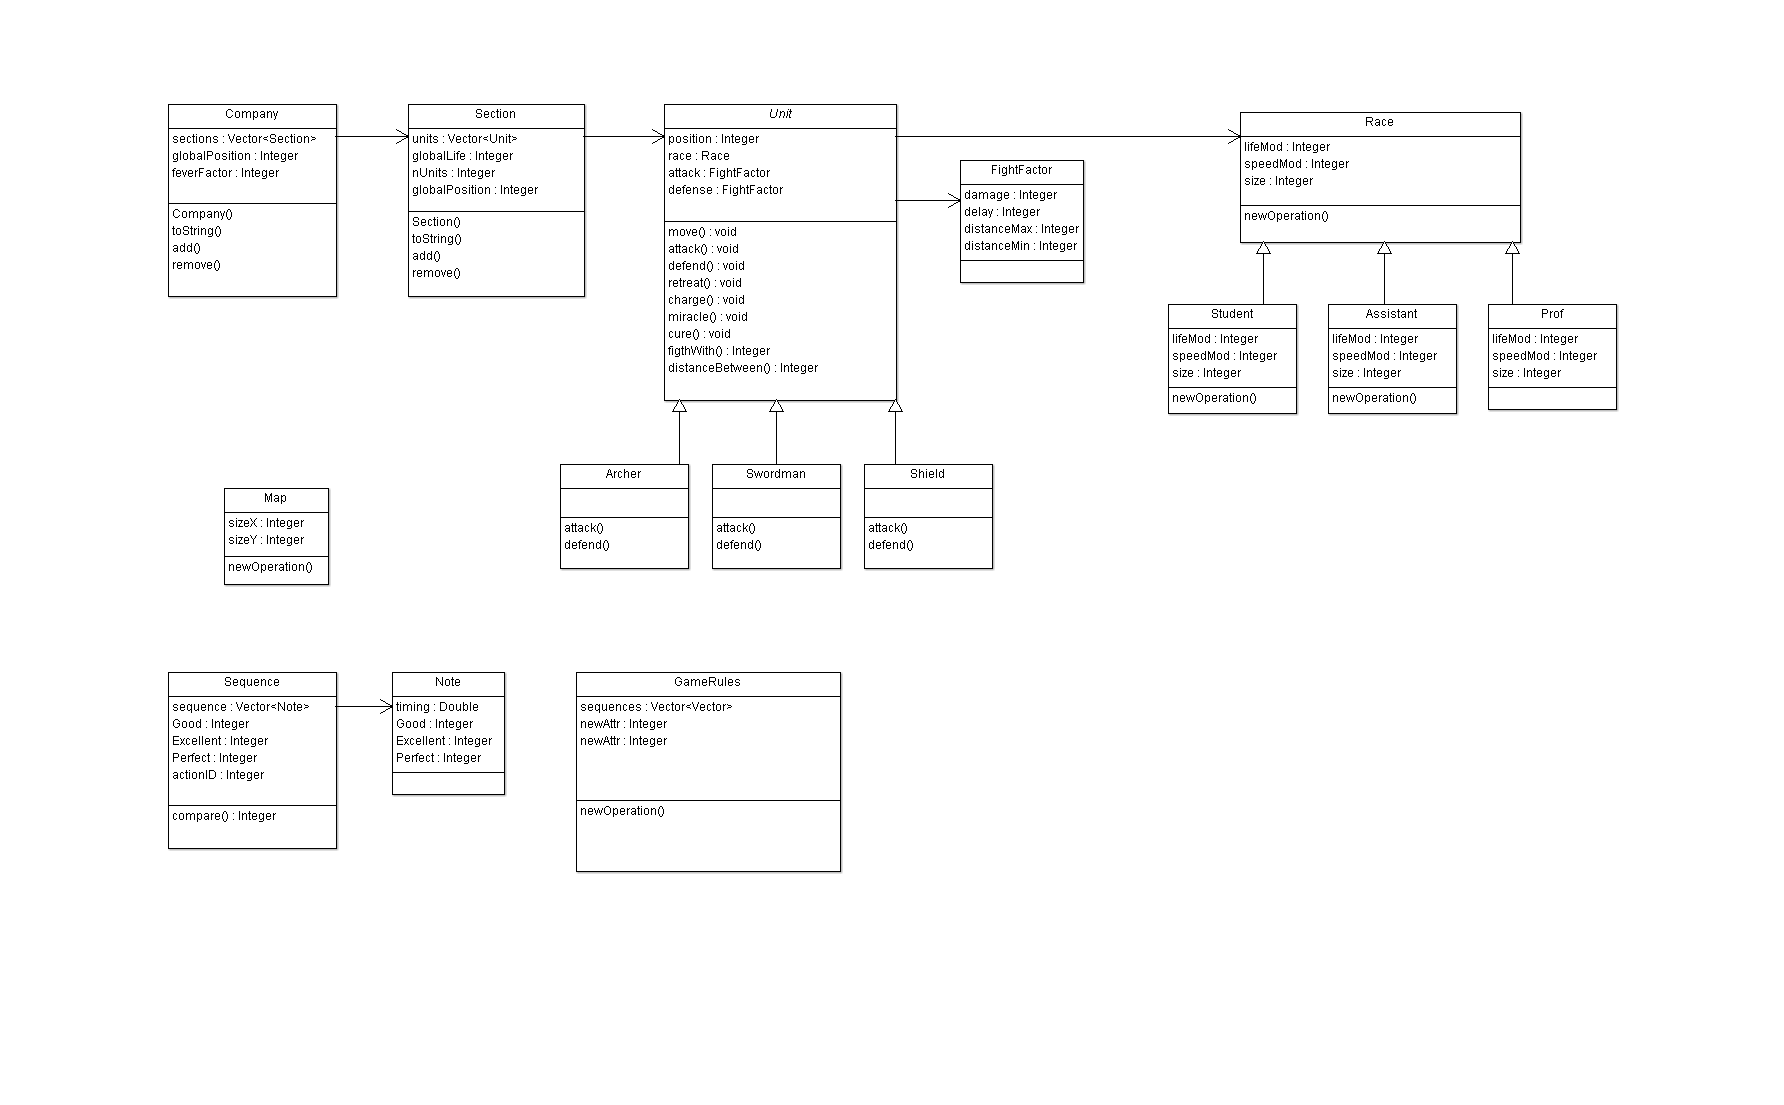 Company
sections : Vector<Section>
globalPosition : Integer
feverFactor : Integer
Company()
toString()
add()
remove()
Section
units : Vector<Unit>
globalLife : Integer
nUnits : Integer
globalPosition : Integer
Section()
toString()
add()
remove()
Unit
position : Integer
race : Race
attack : FightFactor
defense : FightFactor
move() : void
attack() : void
defend() : void
retreat() : void
charge() : void
miracle() : void
cure() : void
figthWith() : Integer
distanceBetween() : Integer
FightFactor
damage : Integer
delay : Integer
distanceMax : Integer
distanceMin : Integer
Race
lifeMod : Integer
speedMod : Integer
size : Integer
newOperation()
Student
lifeMod : Integer
speedMod : Integer
size : Integer
newOperation()
Assistant
lifeMod : Integer
speedMod : Integer
size : Integer
newOperation()
Prof
lifeMod : Integer
speedMod : Integer
size : Integer
Archer
attack()
defend()
Swordman
attack()
defend()
Shield
attack()
defend()
Map
sizeX : Integer
sizeY : Integer
newOperation()
Sequence
sequence : Vector<Note>
Good : Integer
Excellent : Integer
Perfect : Integer
actionID : Integer
compare() : Integer
Note
timing : Double
Good : Integer
Excellent : Integer
Perfect : Integer
GameRules
sequences : Vector<Vector>
newAttr : Integer
newAttr : Integer
newOperation()